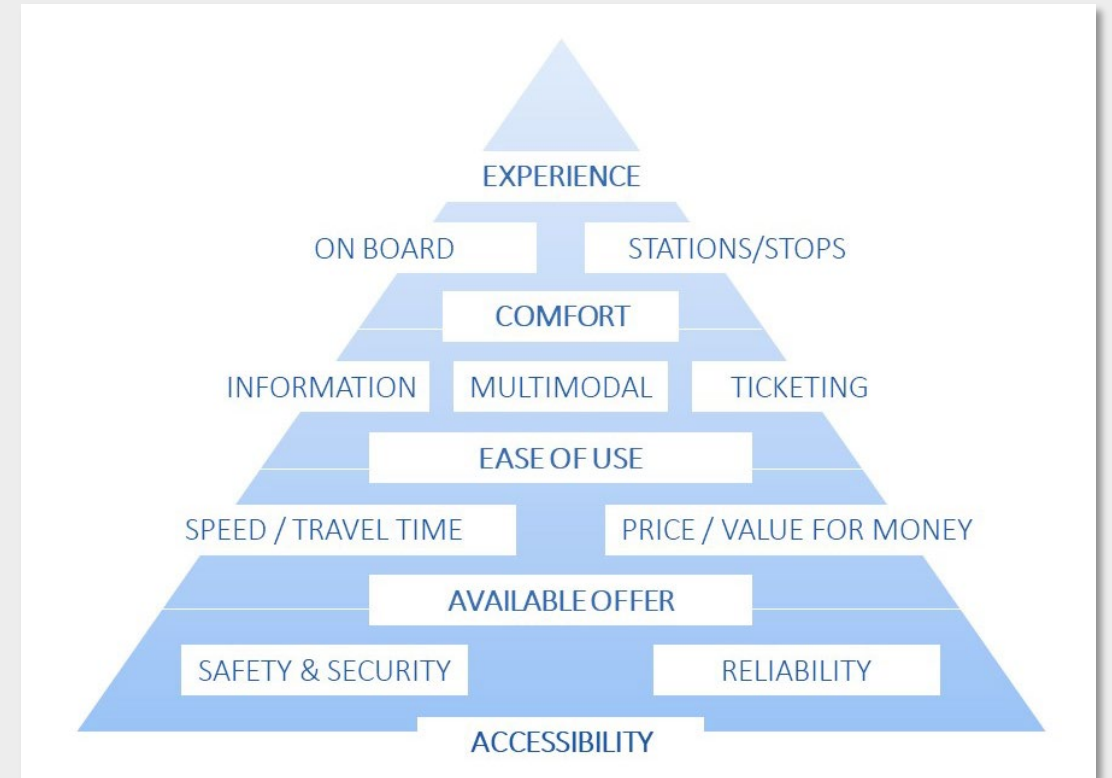 EXPERIENCE
ON BOARD STATIONS/STOPS
COMFORT
INFORMATION MULTIMODAL TICKETING
EASE OF USE
SPEED / TRAVEL TIME PRICE / VALUE FOR MONEY
AVAILABLE OFFER
SAFETY & SECURITY RELIABILITY
ACCESSIBILITY